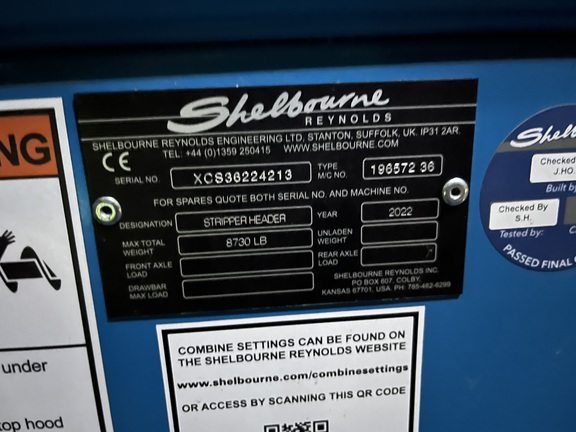 Shelbourne
REYNOLDS
SHELBOURNE REYNOLDS ENGINEERING LTD, STANTON, SUFFOLK, UK. IP31 2AR.
TEL: +44 (0)1359 250415 WWW.SHELBOURNE.COM
CE
SERIAL NO. XCS36224213 TYPE M/C NO. 196572 36
FOR SPARES QUOTE BOTH SERIAL NO. AND MACHINE NO.
DESIGNATION STRIPPER HEADER YEAR 2022
MAX TOTAL WEIGHT 8730 LB UNLADEN WEIGHT
FRONT AXLE LOAD REAR AXLE LOAD
DRAWBAR MAX LOAD
SHELBOURNE REYNOLDS INC.
PO BOX 607, COLBY,
KANSAS 67701, USA. PH: 785-462-6299
COMBINE SETTINGS CAN BE FOUND ON
THE SHELBOURNE REYNOLDS WEBSITE
www.shelbourne.com/combinesettings
OR ACCESS BY SCANNING THIS QR CODE
NG
under
top hood
Shelb
Checked
J.HO
Built by
Checked By
S.H.
Tested by:
PASSED FINAL